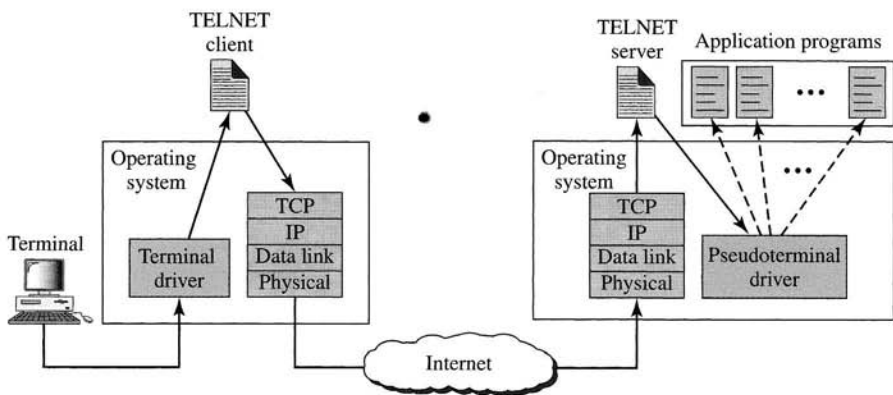 TELNET
client
TELNET
server
Application programs
Operating
system
TCP
IP
Data link
Physical
Terminal
driver
Terminal
Operating
system
TCP
IP
Data link
Physical
Pseudoterminal
driver
Internet